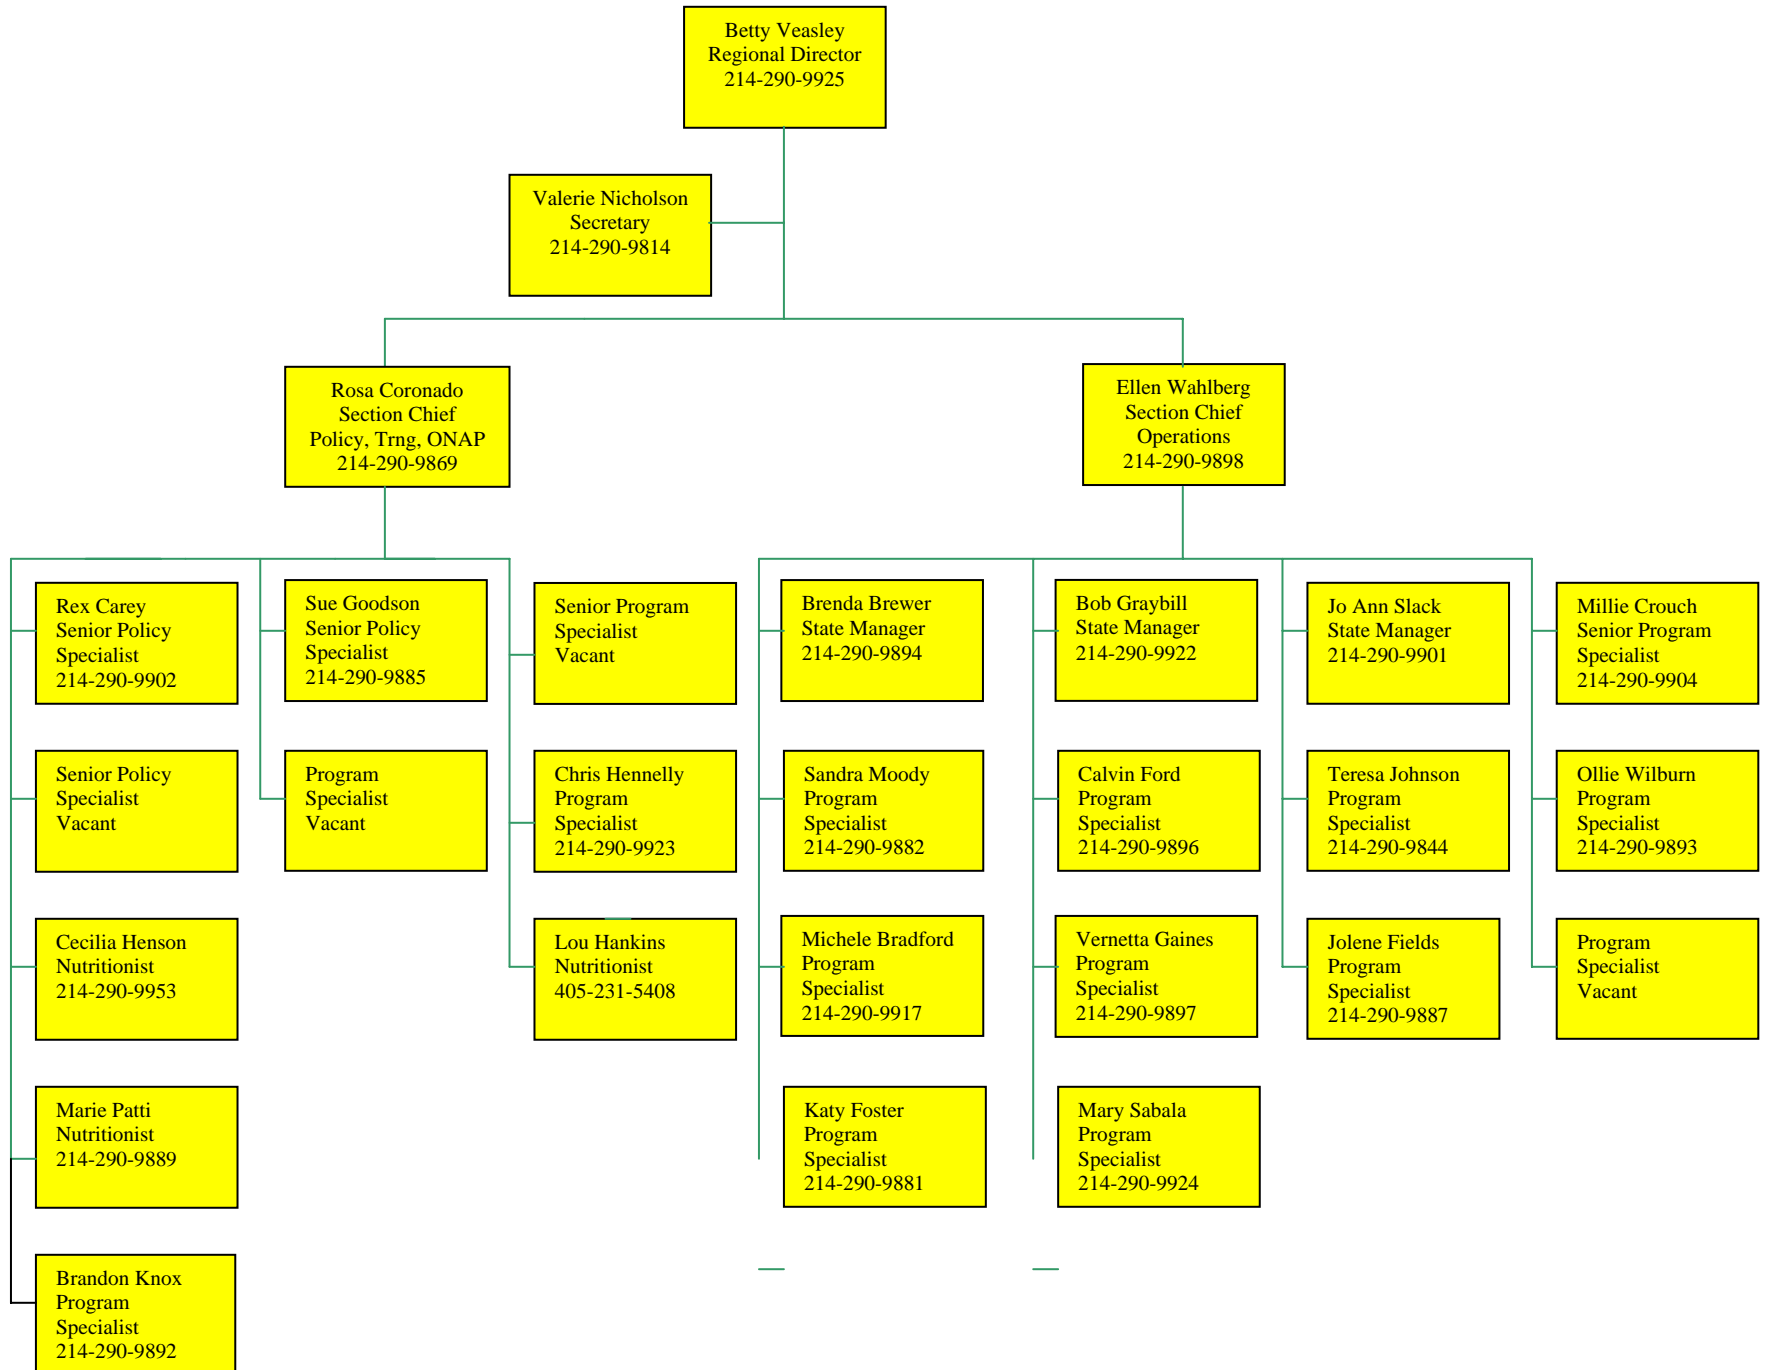 Betty Veasley
Regional Director
214-290-9925
Valerie Nicholson
Secretary
214-290-9814
Rosa Coronado
Section Chief
Policy, Trng, ONAP
214-290-9869
Ellen Wahlberg
Section Chief
Operations
214-290-9898
Rex Carey
Senior Policy
Specialist
214-290-9902
Sue Goodson
Senior Policy
Specialist
214-290-9885
Senior Program
Specialist
Vacant
Brenda Brewer
State Manager
214-290-9894
Bob Graybill
State Manager
214-290-9922
Jo Ann Slack
State Manager
214-290-9901
Millie Crouch
Senior Program
Specialist
214-290-9904
Senior Policy
Specialist
Vacant
Program
Specialist
Vacant
Chris Hennelly
Program
Specialist
214-290-9923
Sandra Moody
Program
Specialist
214-290-9882
Calvin Ford
Program
Specialist
214-290-9896
Teresa Johnson
Program
Specialist
214-290-9844
Ollie Wilburn
Program
Specialist
214-290-9893
Cecilia Henson
Nutritionist
214-290-9953
Lou Hankins
Nutritionist
405-231-5408
Michele Bradford
Program
Specialist
214-290-9917
Vernetta Gaines
Program
Specialist
214-290-9897
Jolene Fields
Program
Specialist
214-290-9887
Program
Specialist
Vacant
Marie Patti
Nutritionist
214-290-9889
Katy Foster
Program
Specialist
214-290-9881
Mary Sabala
Program
Specialist
214-290-9924
Brandon Knox
Program
Specialist
214-290-9892